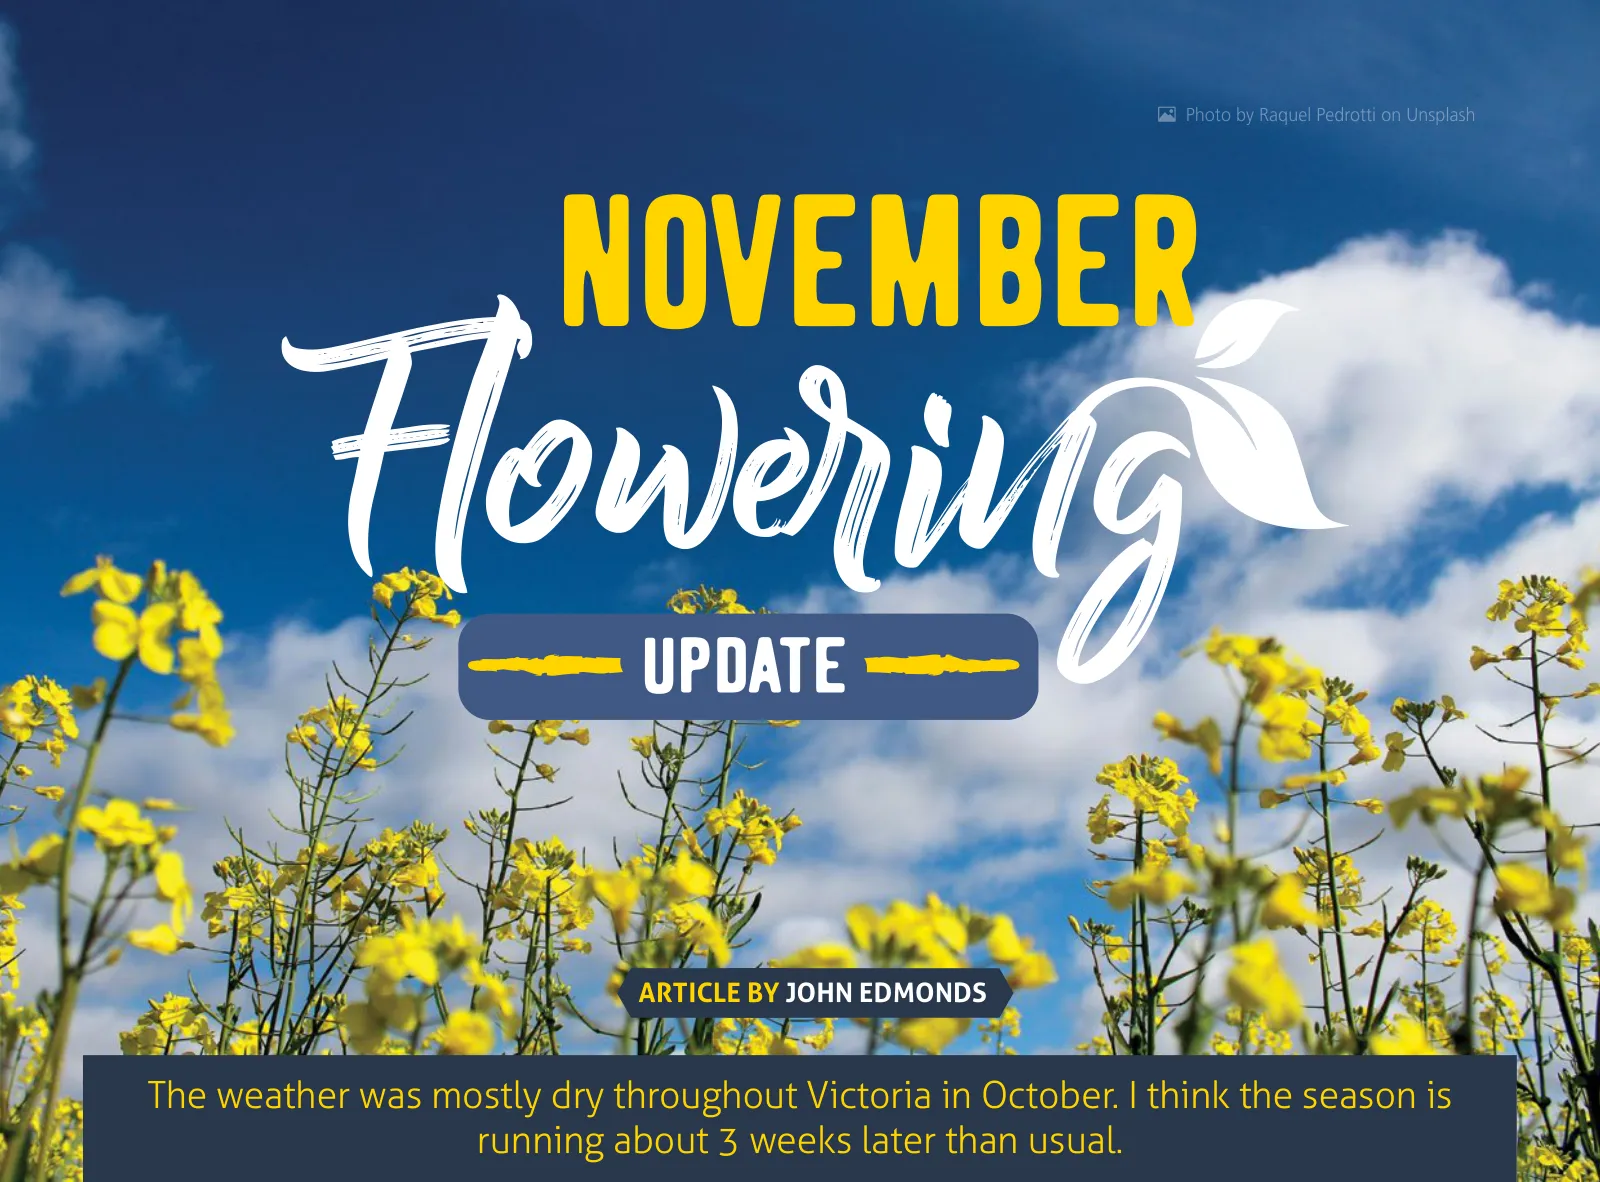 Photo by Raquel Pedrotti on Unsplash
NOVEMBER
Flowering
UPDATE
ARTICLE BY JOHN EDMONDS
The weather was mostly dry throughout Victoria in October. I think the season is
running about 3 weeks later than usual.